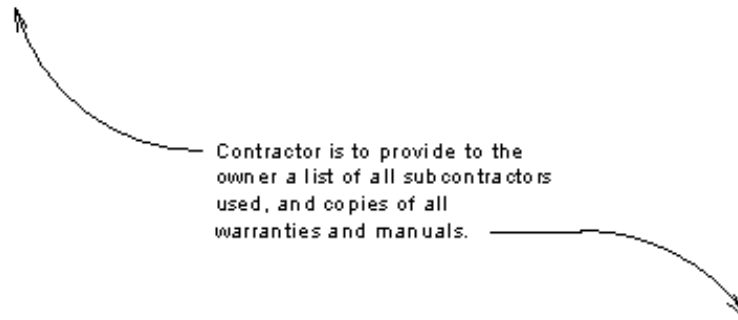 Contractor is to provide to the
owner a list of all subcontractors
used, and copies of all
warranties and manuals.